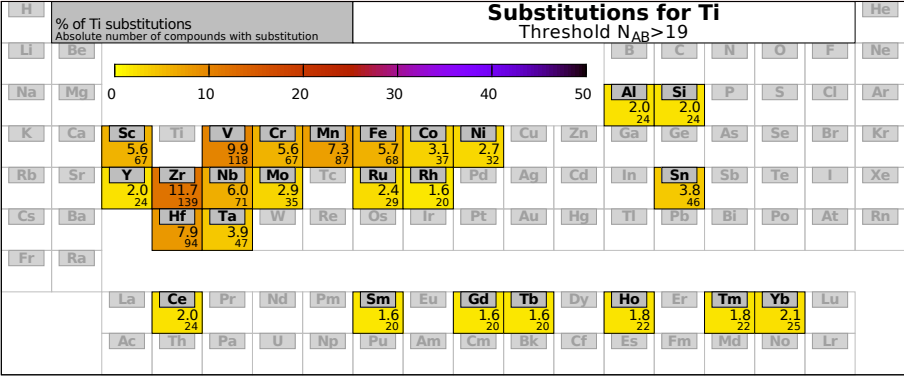 H
% of Ti substitutions
Absolute number of compounds with substitution
Substitutions for Ti
Threshold N_AB>19
He
Li Be B C N O F Ne
0 10 20 30 40 50
Na Mg Al Si P S Cl Ar
2.0 2.0
24 24
K Ca Sc Ti V Cr Mn Fe Co Ni Cu Zn Ga Ge As Se Br Kr
5.6 9.9 5.6 7.3 5.7 3.1 2.7
67 118 67 87 68 37 32
Rb Sr Y Zr Nb Mo Tc Ru Rh Pd Ag Cd In Sn Sb Te I Xe
2.0 11.7 6.0 2.9 2.4 1.6 3.8
24 139 71 35 29 20 46
Cs Ba Hf Ta W Re Os Ir Pt Au Hg Tl Pb Bi Po At Rn
7.9 3.9
94 47
Fr Ra
La Ce Pr Nd Pm Sm Eu Gd Tb Dy Ho Er Tm Yb Lu
2.0 1.6 1.6 1.6 1.8 1.8 2.1
24 20 20 20 22 22 25
Ac Th Pa U Np Pu Am Cm Bk Cf Es Fm Md No Lr